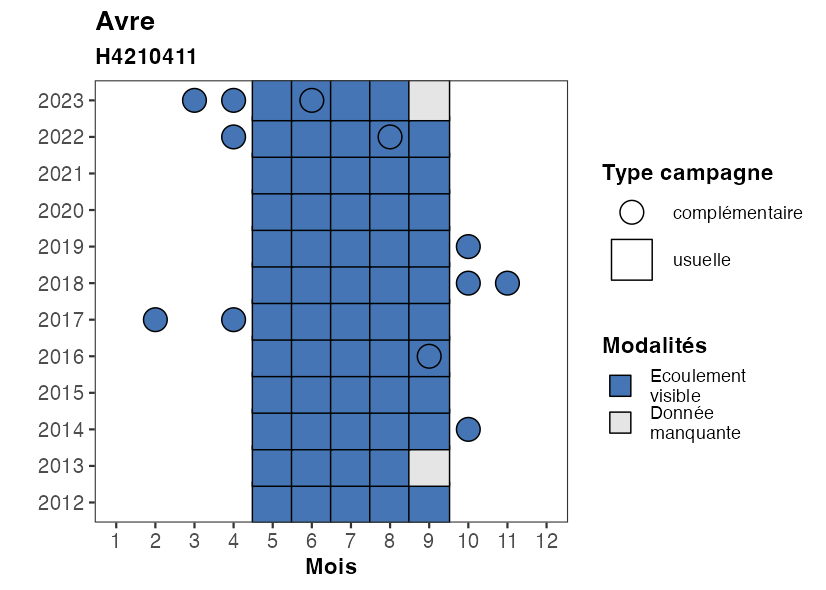 Avre
H4210411
2023
2022
2021
2020
2019
2018
2017
2016
2015
2014
2013
2012
1 2 3 4 5 6 7 8 9 10 11 12
Mois
Type campagne
complémentaire
usuelle
Modalités
Ecoulement
visible
Donnée
manquante